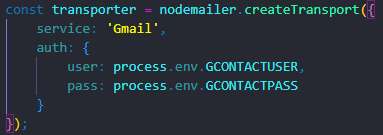 const transporter = nodemailer.createTransport({
    service: 'Gmail',
    auth: {
        user: process.env.GCONTACTUSER,
        pass: process.env.GCONTACTPASS
    }
});